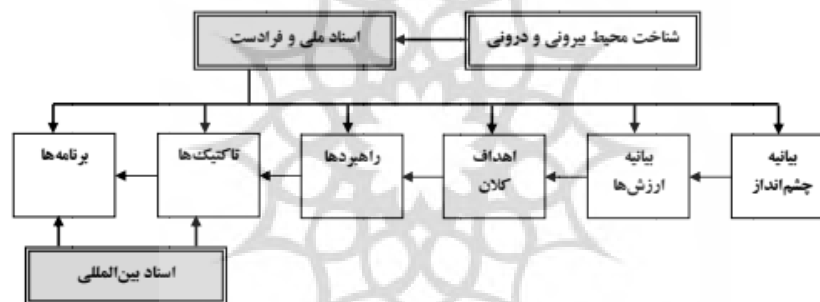 شناخت محیط بیرونی و درونی
اسناد ملی و فرادست
بیانیه
چشم‌انداز
بیانیه
ارزش‌ها
اهداف
کلان
راهبردها
تاکتیک‌ها
برنامه‌ها
اسناد بین‌المللی